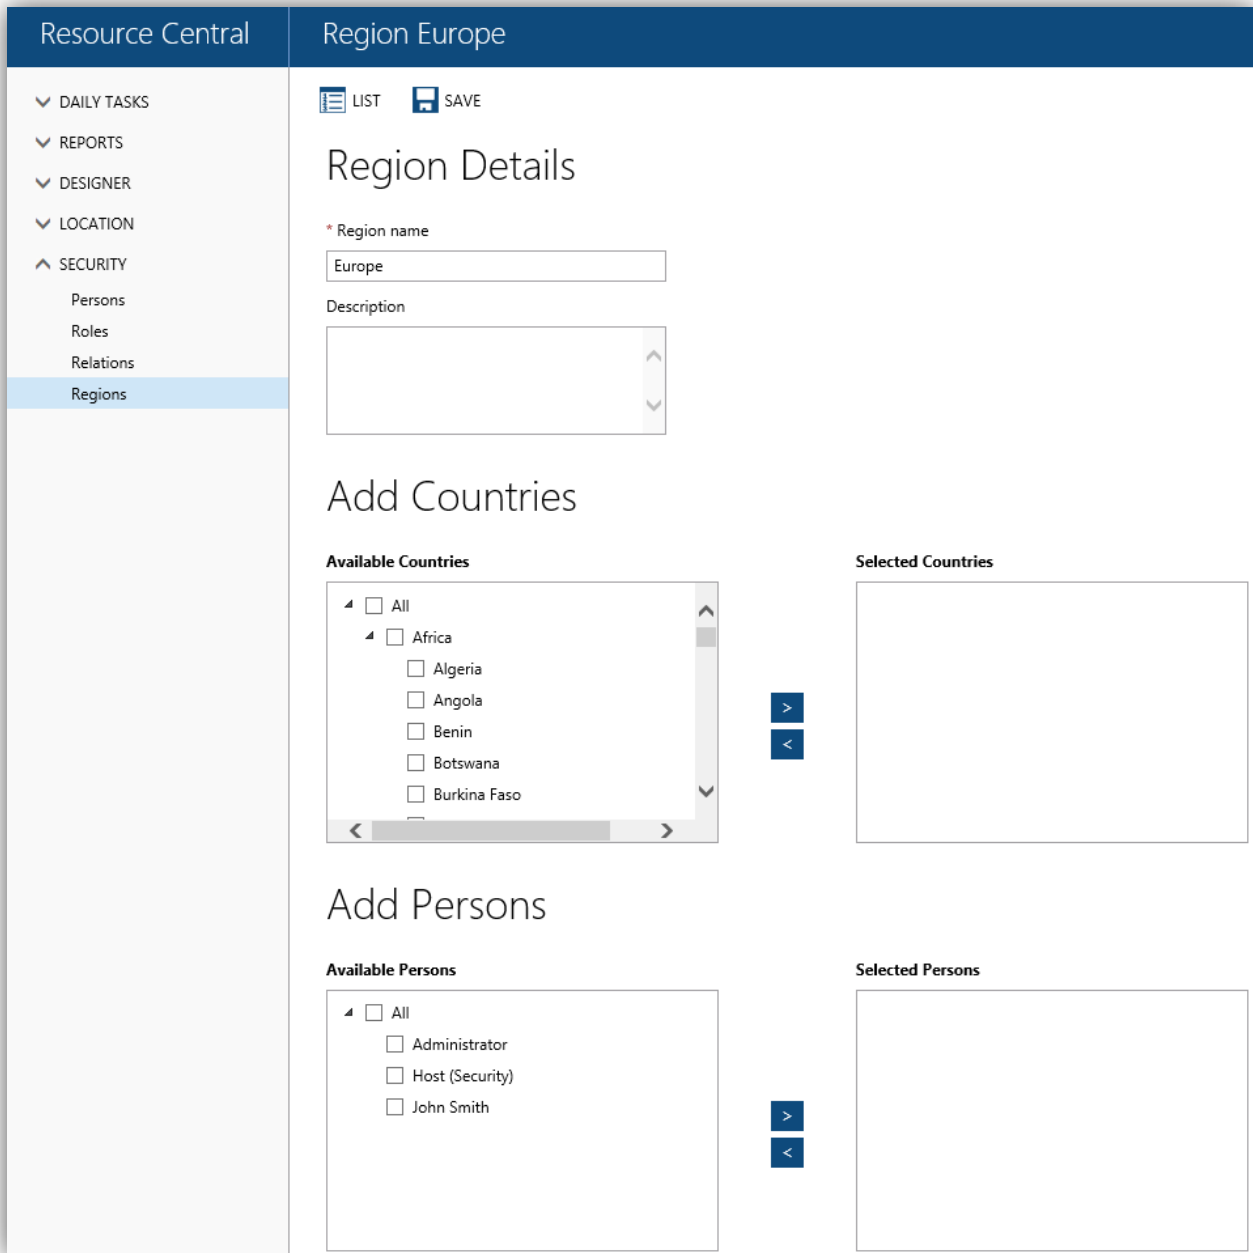 Resource Central
Region Europe
DAILY TASKS
REPORTS
DESIGNER
LOCATION
SECURITY
Persons
Roles
Relations
Regions
LIST
SAVE
Region Details
* Region name
Europe
Description
Add Countries
Available Countries
All
Africa
Algeria
Angola
Benin
Botswana
Burkina Faso
>
<
Selected Countries
Add Persons
Available Persons
All
Administrator
Host (Security)
John Smith
>
<
Selected Persons